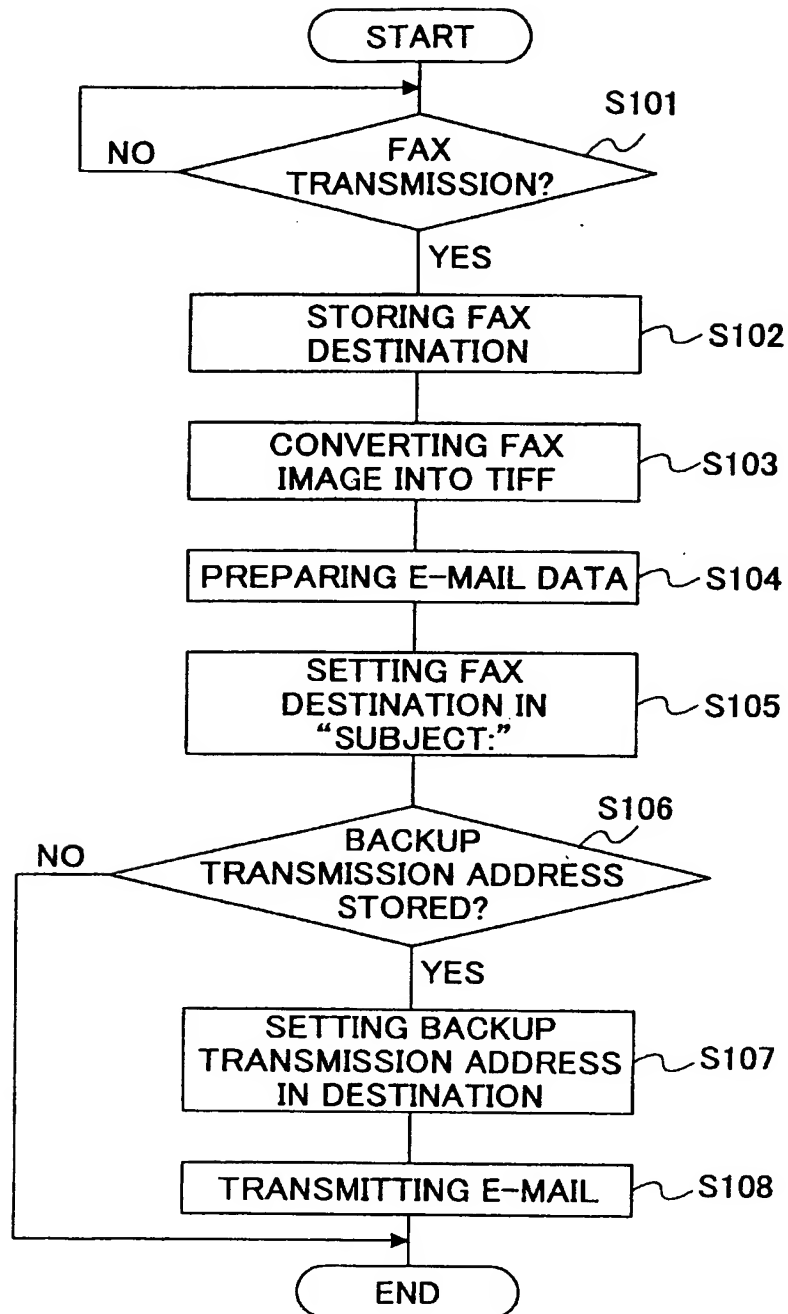 START
S101
NO
FAX
TRANSMISSION?
YES
STORING FAX
DESTINATION
S102
CONVERTING FAX
IMAGE INTO TIFF
S103
PREPARING E-MAIL DATA
S104
SETTING FAX
DESTINATION IN
“SUBJECT:”
S105
S106
NO
BACKUP
TRANSMISSION ADDRESS
STORED?
YES
SETTING BACKUP
TRANSMISSION ADDRESS
IN DESTINATION
S107
TRANSMITTING E-MAIL
S108
END